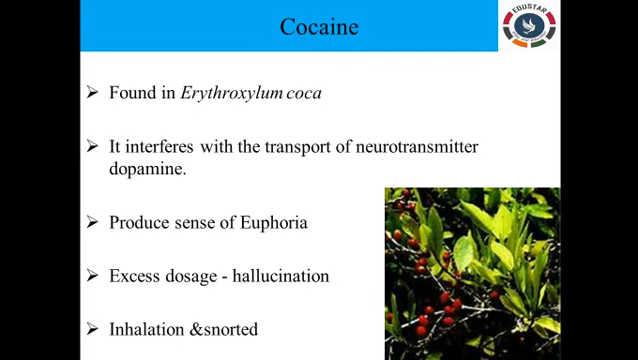 Cocaine
EDUSTAR
Found in Erythroxylum coca
It interferes with the transport of neurotransmitter
dopamine.
Produce sense of Euphoria
Excess dosage - hallucination
Inhalation &snorted